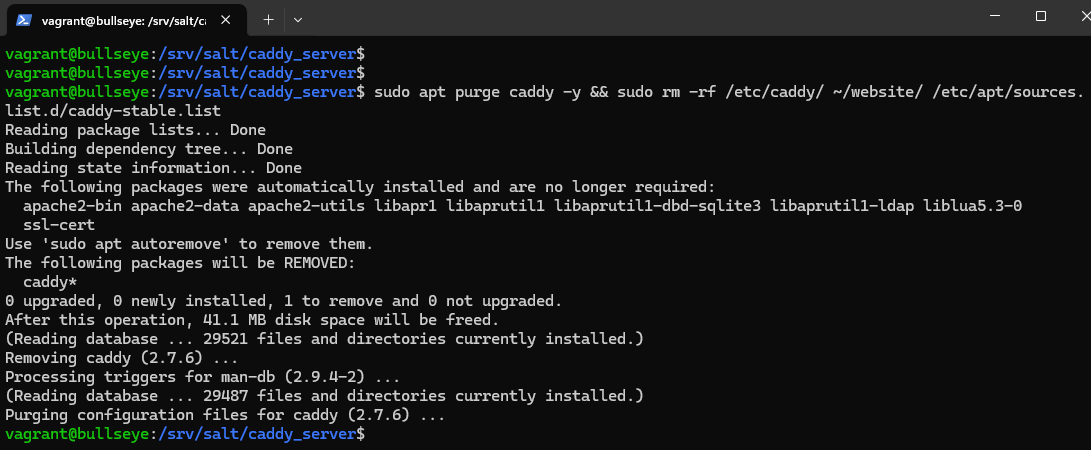 vagrant@bullseye: /srv/salt/ca
vagrant@bullseye:/srv/salt/caddy_server$
vagrant@bullseye:/srv/salt/caddy_server$
vagrant@bullseye:/srv/salt/caddy_server$ sudo apt purge caddy -y && sudo rm -rf /etc/caddy/ ~/website/ /etc/apt/sources.
list.d/caddy-stable.list
Reading package lists... Done
Building dependency tree... Done
Reading state information... Done
The following packages were automatically installed and are no longer required:
  apache2-bin apache2-data apache2-utils libapr1 libaprutil1 libaprutil1-dbd-sqlite3 libaprutil1-ldap liblua5.3-0
  ssl-cert
Use 'sudo apt autoremove' to remove them.
The following packages will be REMOVED:
  caddy*
0 upgraded, 0 newly installed, 1 to remove and 0 not upgraded.
After this operation, 41.1 MB disk space will be freed.
(Reading database ... 29521 files and directories currently installed.)
Removing caddy (2.7.6) ...
Processing triggers for man-db (2.9.4-2) ...
(Reading database ... 29487 files and directories currently installed.)
Purging configuration files for caddy (2.7.6) ...
vagrant@bullseye:/srv/salt/caddy_server$